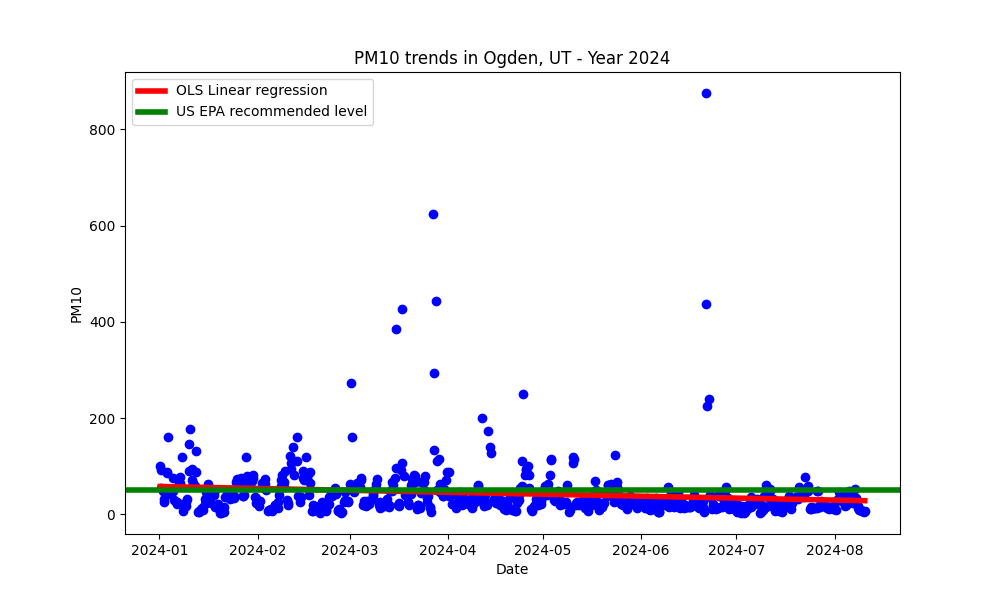 PM10 trends in Ogden, UT - Year 2024
OLS Linear regression
US EPA recommended level
800
600
400
200
0
PM10
2024-01 2024-02 2024-03 2024-04 2024-05 2024-06 2024-07 2024-08
Date